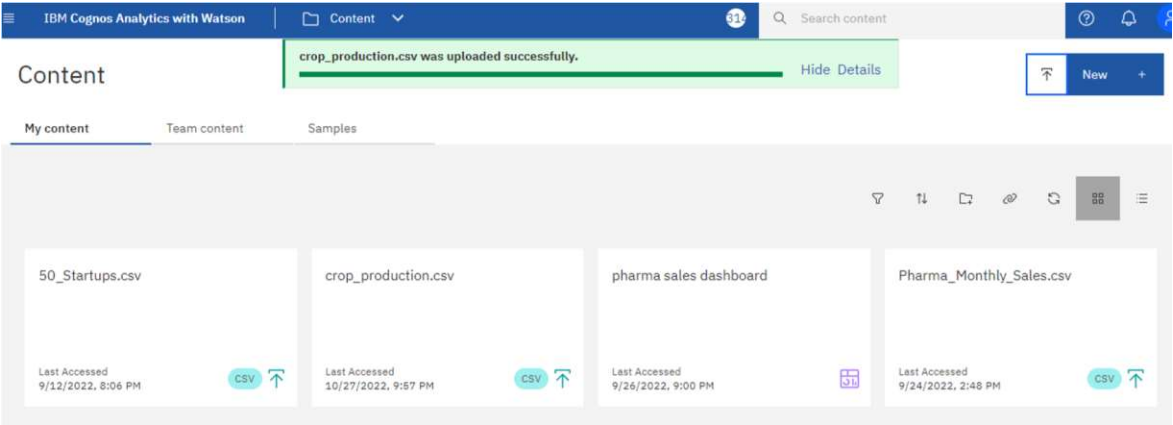 IBM Cognos Analytics with Watson
Content
314
Search content
crop_production.csv was uploaded successfully.
Hide Details
Content
New +
My content
Team content
Samples
50_Startups.csv
crop_production.csv
pharma sales dashboard
Pharma_Monthly_Sales.csv
Last Accessed
9/12/2022, 8:06 PM
CSV
Last Accessed
10/27/2022, 9:57 PM
CSV
Last Accessed
9/26/2022, 9:00 PM
Last Accessed
9/24/2022, 2:48 PM
CSV